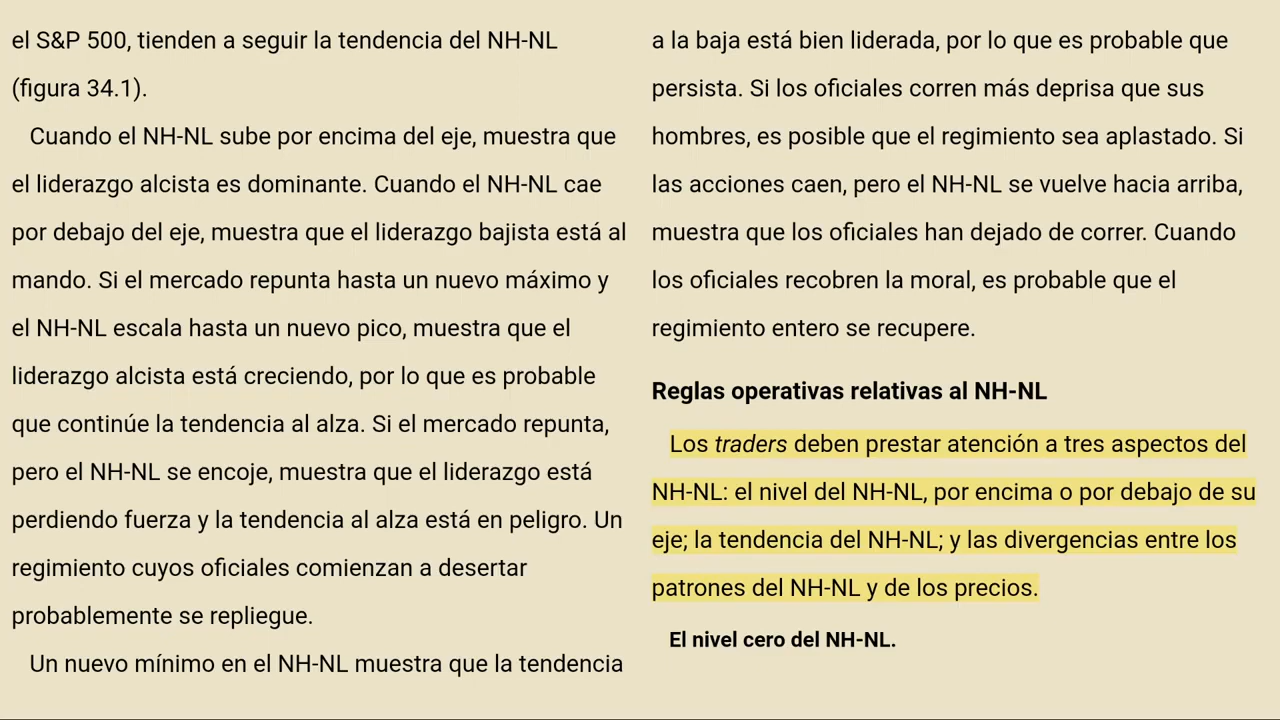 el S&P 500, tienden a seguir la tendencia del NH-NL
(figura 34.1).
Cuando el NH-NL sube por encima del eje, muestra que
el liderazgo alcista es dominante. Cuando el NH-NL cae
por debajo del eje, muestra que el liderazgo bajista está al
mando. Si el mercado repunta hasta un nuevo máximo y
el NH-NL escala hasta un nuevo pico, muestra que el
liderazgo alcista está creciendo, por lo que es probable
que continúe la tendencia al alza. Si el mercado repunta,
pero el NH-NL se encoje, muestra que el liderazgo está
perdiendo fuerza y la tendencia al alza está en peligro. Un
regimiento cuyos oficiales comienzan a desertar
probablemente se repliegue.
Un nuevo mínimo en el NH-NL muestra que la tendencia
a la baja está bien liderada, por lo que es probable que
persista. Si los oficiales corren más deprisa que sus
hombres, es posible que el regimiento sea aplastado. Si
las acciones caen, pero el NH-NL se vuelve hacia arriba,
muestra que los oficiales han dejado de correr. Cuando
los oficiales recobren la moral, es probable que el
regimiento entero se recupere.
Reglas operativas relativas al NH-NL
Los traders deben prestar atención a tres aspectos del
NH-NL: el nivel del NH-NL, por encima o por debajo de su
eje; la tendencia del NH-NL; y las divergencias entre los
patrones del NH-NL y de los precios.
El nivel cero del NH-NL.